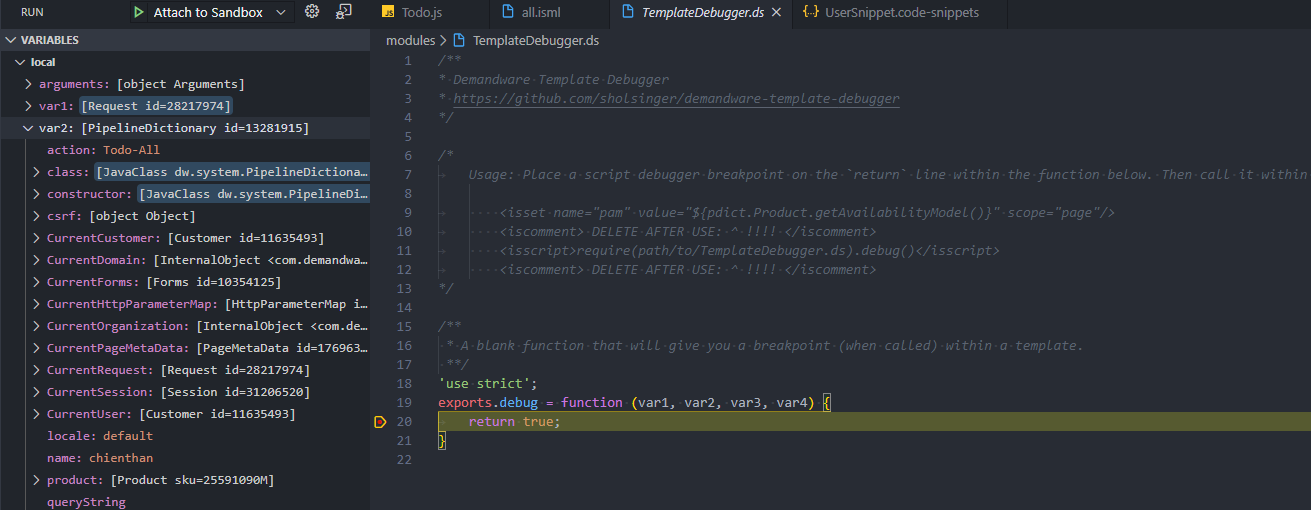 RUN
Attach to Sandbox
JS Todo.js
all.isml
TemplateDebugger.ds
UserSnippet.code-snippets
VARIABLES
local
arguments: [object Arguments]
var1: [Request id=28217974]
var2: [PipelineDictionary id=13281915]
action: Todo-All
class: [JavaClass dw.system.PipelineDictiona…
constructor: [JavaClass dw.system.PipelineDi…
csrf: [object Object]
CurrentCustomer: [Customer id=11635493]
CurrentDomain: [InternalObject <com.demandwa…
CurrentForms: [Forms id=10354125]
CurrentHttpParameterMap: [HttpParameterMap i…
CurrentOrganization: [InternalObject <com.de…
CurrentPageMetaData: [PageMetaData id=176963…
CurrentRequest: [Request id=28217974]
CurrentSession: [Session id=31206520]
CurrentUser: [Customer id=11635493]
locale: default
name: chienthan
product: [Product sku=25591090M]
queryString
modules > TemplateDebugger.ds
1 /**
2 * Demandware Template Debugger
3 * https://github.com/sholsinger/demandware-template-debugger
4 */
5
6 /*
7 Usage: Place a script debugger breakpoint on the `return` line within the function below. Then call it within
8
9 <isset name="pam" value="${pdict.Product.getAvailabilityModel()}" scope="page"/>
10 <iscomment> DELETE AFTER USE: ^ !!!! </iscomment>
11 <isscript>require(path/to/TemplateDebugger.ds).debug()</isscript>
12 <iscomment> DELETE AFTER USE: ^ !!!! </iscomment>
13 */
14
15 /**
16 * A blank function that will give you a breakpoint (when called) within a template.
17 **/
18 'use strict';
19 exports.debug = function (var1, var2, var3, var4) {
20 return true;
21 }
22